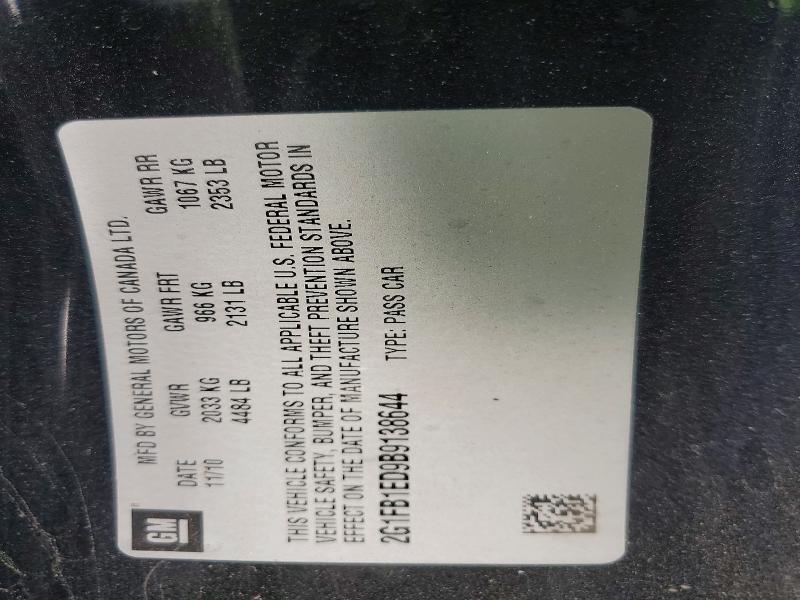 GM
MFD BY GENERAL MOTORS OF CANADA LTD.
DATE GVWR GAWR FRT GAWR RR
11/10 2033 KG 966 KG 1067 KG
4484 LB 2131 LB 2353 LB
THIS VEHICLE CONFORMS TO ALL APPLICABLE U.S. FEDERAL MOTOR
VEHICLE SAFETY, BUMPER, AND THEFT PREVENTION STANDARDS IN
EFFECT ON THE DATE OF MANUFACTURE SHOWN ABOVE.
2G1FB1ED9B9138644 TYPE: PASS CAR